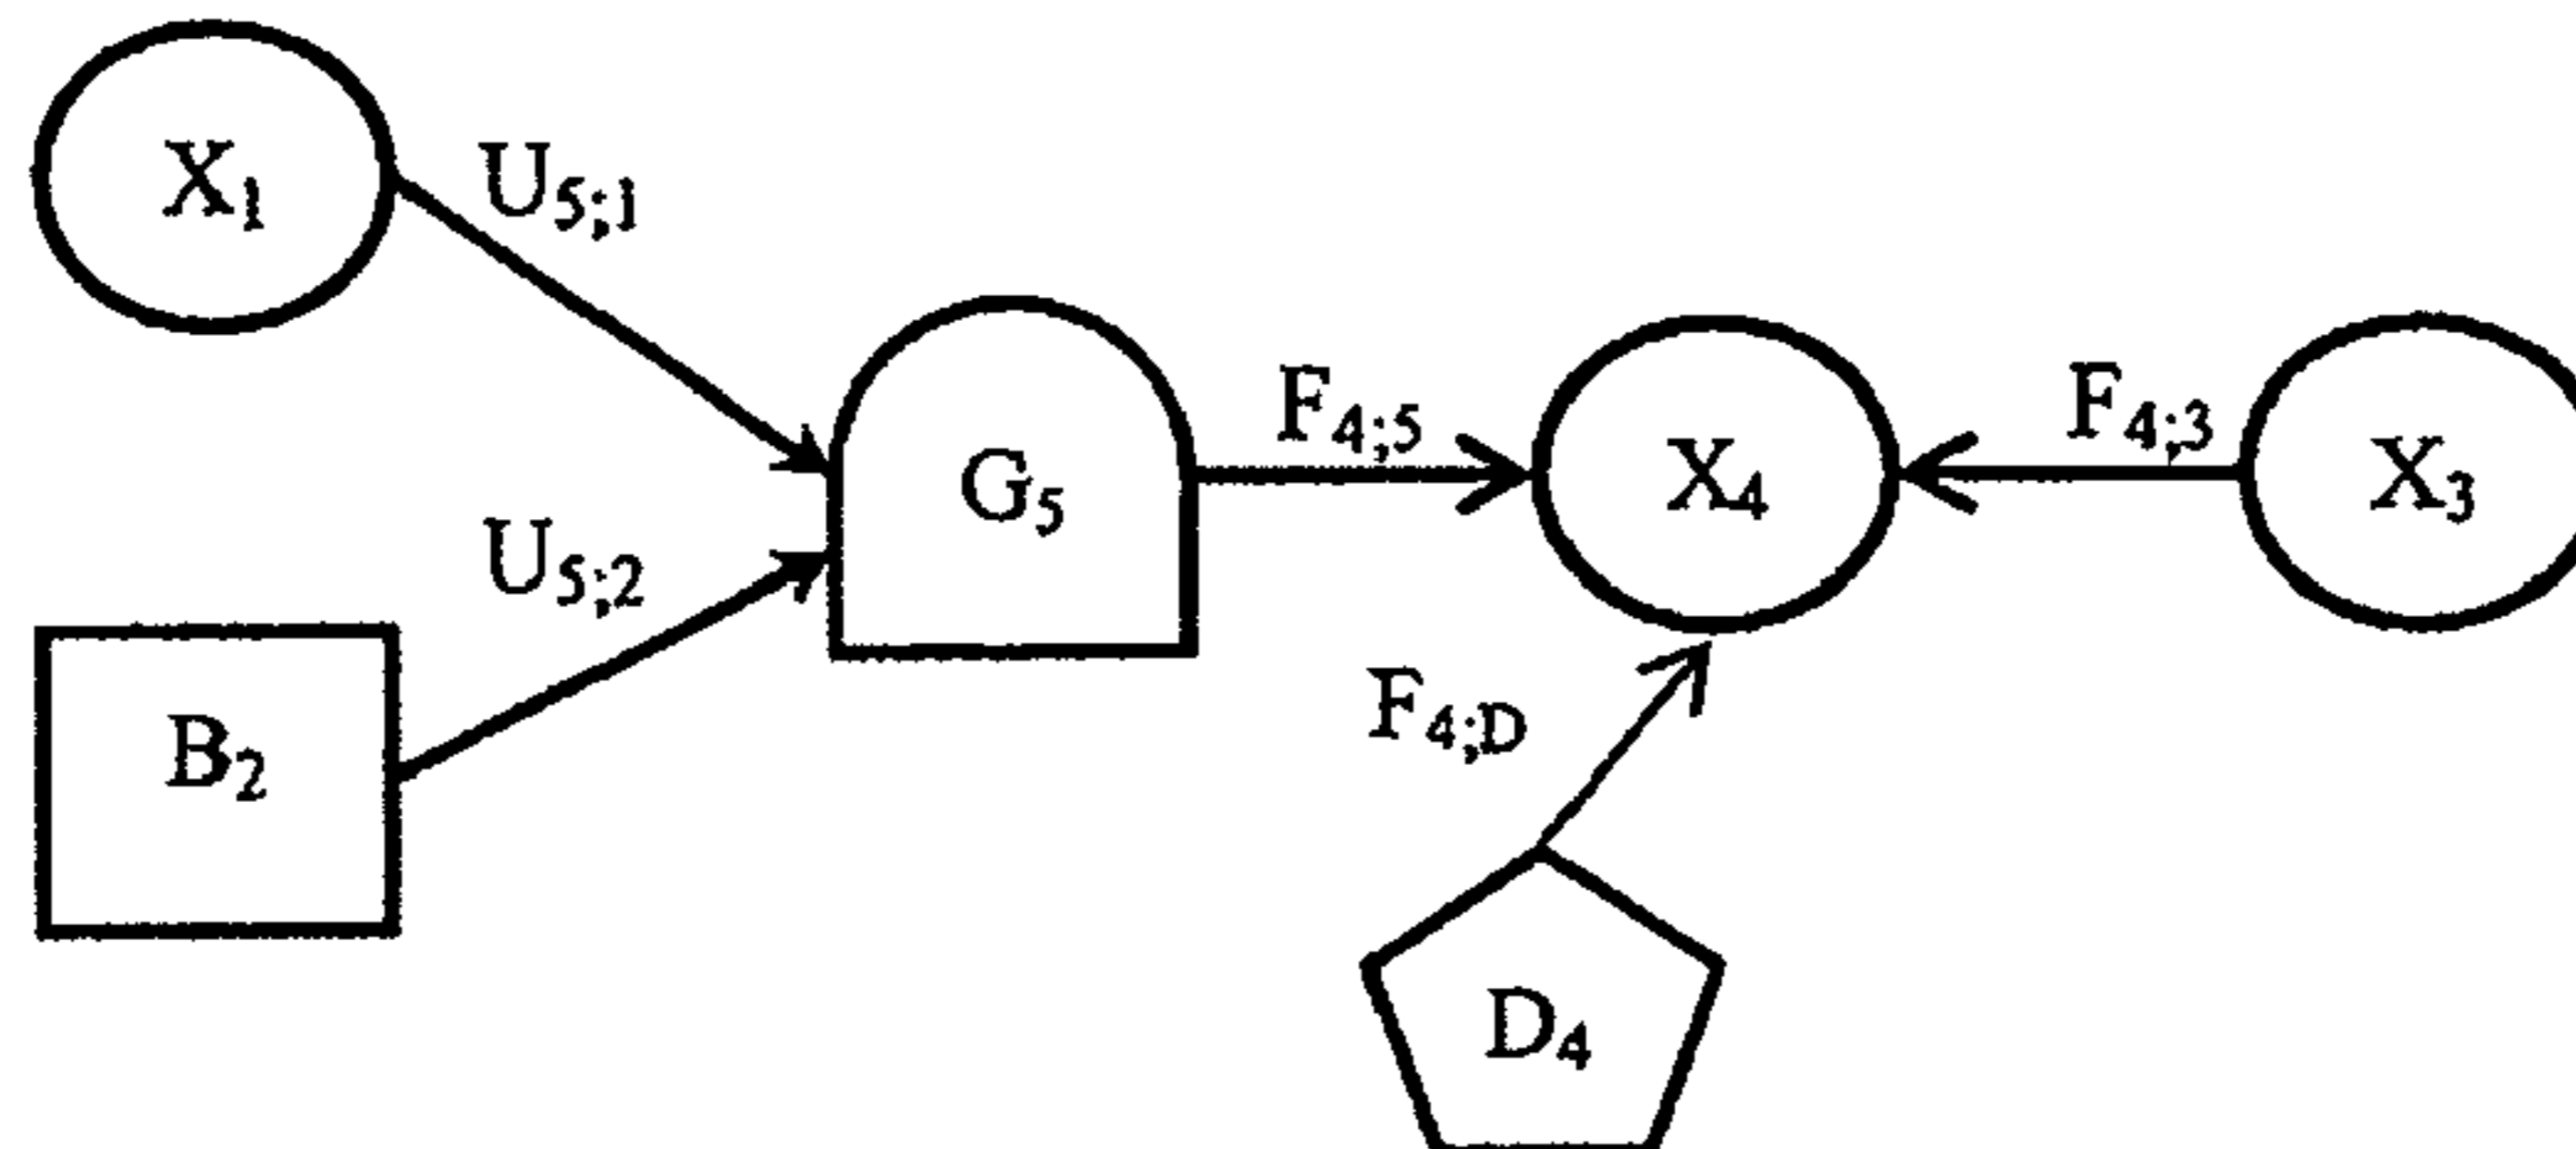 X₁
U₅;₁
U₅;₂
B₂
G₅
F₄;₅
X₄
F₄;₃
X₃
F₄;D
D₄